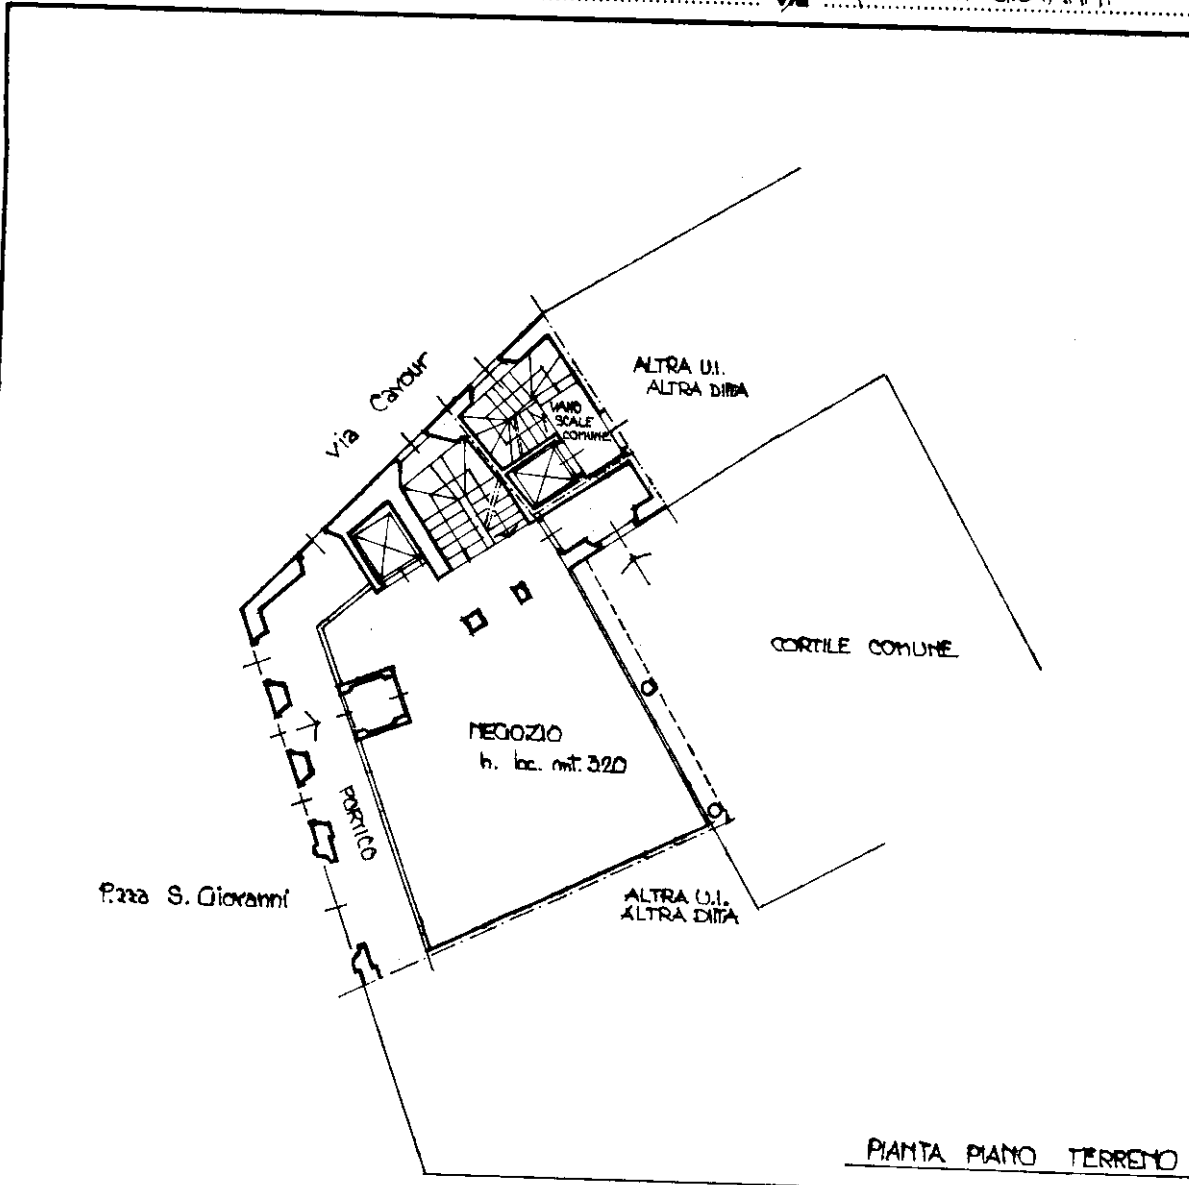 via Cavour
ALTRA U.I.
ALTRA DITTA
VANO
SCALE
COMUNE
CORTILE COMUNE
NEGOZIO
h. loc. mt. 3.20
PORTICO
P.zza S. Giovanni
ALTRA U.I.
ALTRA DITTA
PIANTA PIANO TERRENO